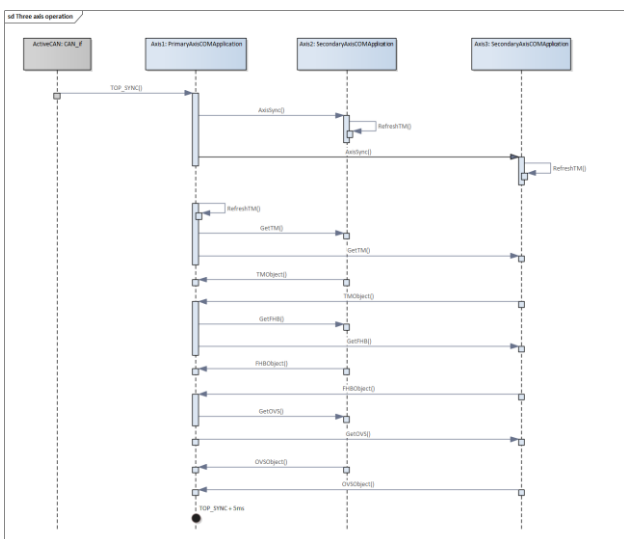 sd Three axis operation
ActiveCAN: CAN_if
Axis1: PrimaryAxisCOMApplication
Axis2: SecondaryAxisCOMApplication
Axis3: SecondaryAxisCOMApplication
TOP_SYNC()
AxisSync()
RefreshTM()
AxisSync()
RefreshTM()
RefreshTM()
GetTM()
GetTM()
TMObject()
TMObject()
GetFHB()
GetFHB()
FHBObject()
FHBObject()
GetOVS()
GetOVS()
OVSObject()
OVSObject()
TOP_SYNC + 5ms